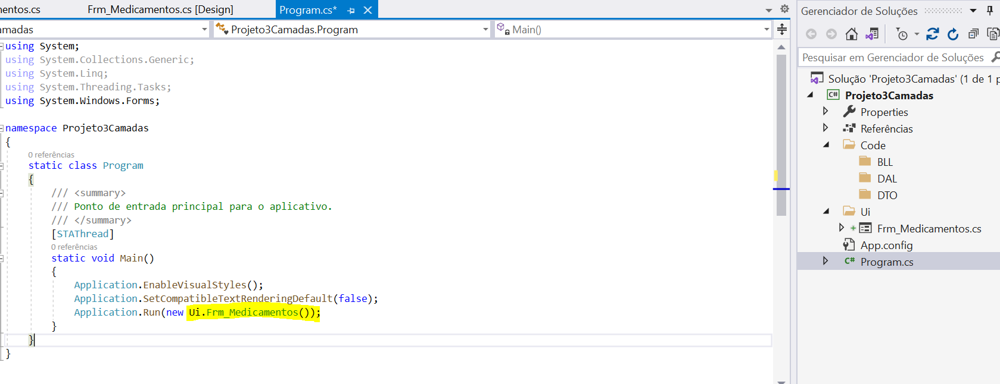 entos.cs Frm_Medicamentos.cs [Design] Program.cs*
amadas Projeto3Camadas.Program Main()
using System;
using System.Collections.Generic;
using System.Linq;
using System.Threading.Tasks;
using System.Windows.Forms;
namespace Projeto3Camadas
{
0 referências
static class Program
{
/// <summary>
/// Ponto de entrada principal para o aplicativo.
/// </summary>
[STAThread]
0 referências
static void Main()
{
Application.EnableVisualStyles();
Application.SetCompatibleTextRenderingDefault(false);
Application.Run(new Ui.Frm_Medicamentos());
}
}
}
Gerenciador de Soluções
Pesquisar em Gerenciador de Soluções
Solução 'Projeto3Camadas' (1 de 1 p
C# Projeto3Camadas
Properties
Referências
Code
BLL
DAL
DTO
Ui
Frm_Medicamentos.cs
App.config
C# Program.cs